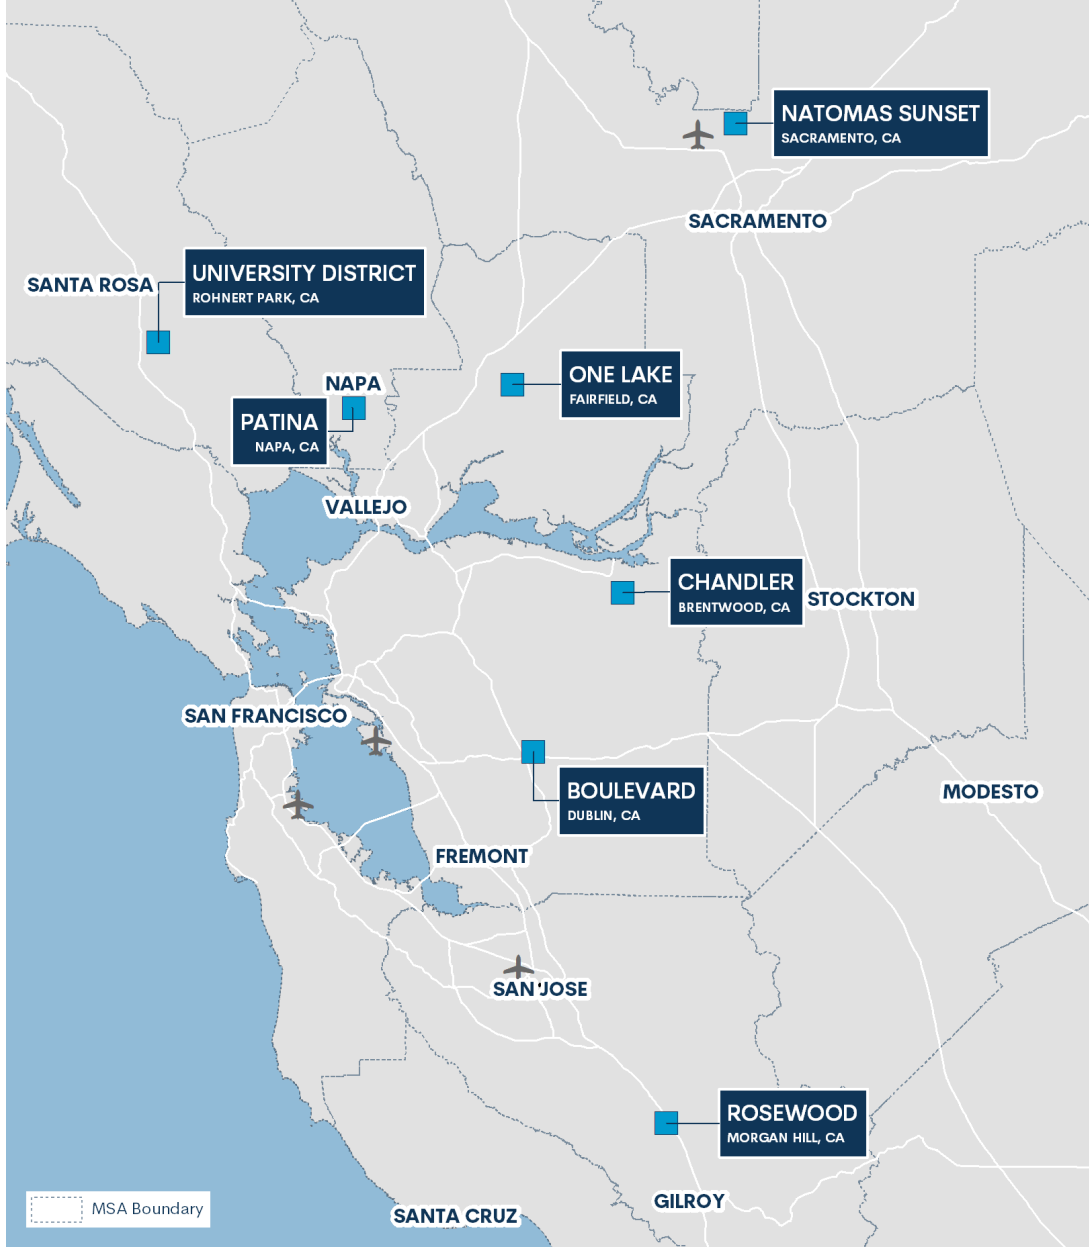 NATOMAS SUNSET
SACRAMENTO, CA
SACRAMENTO
UNIVERSITY DISTRICT
ROHNERT PARK, CA
SANTA ROSA
ONE LAKE
FAIRFIELD, CA
NAPA
PATINA
NAPA, CA
VALLEJO
CHANDLER
BRENTWOOD, CA
STOCKTON
SAN FRANCISCO
BOULEVARD
DUBLIN, CA
MODESTO
FREMONT
SAN JOSE
ROSEWOOD
MORGAN HILL, CA
GILROY
MSA Boundary
SANTA CRUZ